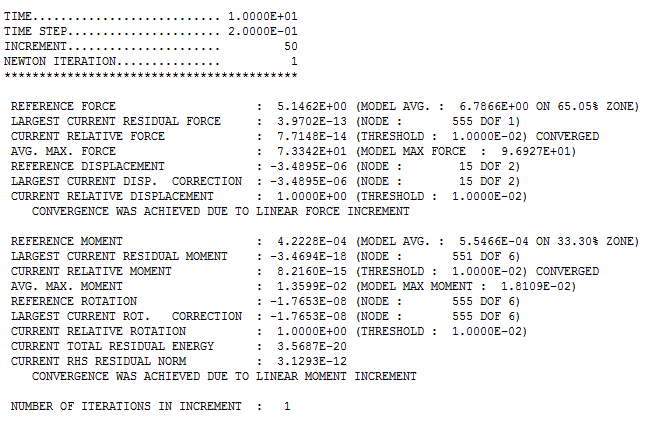 TIME........................... 1.0000E+01
TIME STEP...................... 2.0000E-01
INCREMENT...................... 50
NEWTON ITERATION............... 1
******************************************
REFERENCE FORCE : 5.1462E+00 (MODEL AVG. : 6.7866E+00 ON 65.05% ZONE)
LARGEST CURRENT RESIDUAL FORCE : 3.9702E-13 (NODE : 555 DOF 1)
CURRENT RELATIVE FORCE : 7.7148E-14 (THRESHOLD : 1.0000E-02) CONVERGED
AVG. MAX. FORCE : 7.3342E+01 (MODEL MAX FORCE : 9.6927E+01)
REFERENCE DISPLACEMENT : -3.4895E-06 (NODE : 15 DOF 2)
LARGEST CURRENT DISP. CORRECTION : -3.4895E-06 (NODE : 15 DOF 2)
CURRENT RELATIVE DISPLACEMENT : 1.0000E+00 (THRESHOLD : 1.0000E-02)
CONVERGENCE WAS ACHIEVED DUE TO LINEAR FORCE INCREMENT
REFERENCE MOMENT : 4.2228E-04 (MODEL AVG. : 5.5466E-04 ON 33.30% ZONE)
LARGEST CURRENT RESIDUAL MOMENT : -3.4694E-18 (NODE : 551 DOF 6)
CURRENT RELATIVE MOMENT : 8.2160E-15 (THRESHOLD : 1.0000E-02) CONVERGED
AVG. MAX. MOMENT : 1.3599E-02 (MODEL MAX MOMENT : 1.8109E-02)
REFERENCE ROTATION : -1.7653E-08 (NODE : 555 DOF 6)
LARGEST CURRENT ROT. CORRECTION : -1.7653E-08 (NODE : 555 DOF 6)
CURRENT RELATIVE ROTATION : 1.0000E+00 (THRESHOLD : 1.0000E-02)
CURRENT TOTAL RESIDUAL ENERGY : 3.5687E-20
CURRENT RHS RESIDUAL NORM : 3.1293E-12
CONVERGENCE WAS ACHIEVED DUE TO LINEAR MOMENT INCREMENT
NUMBER OF ITERATIONS IN INCREMENT : 1